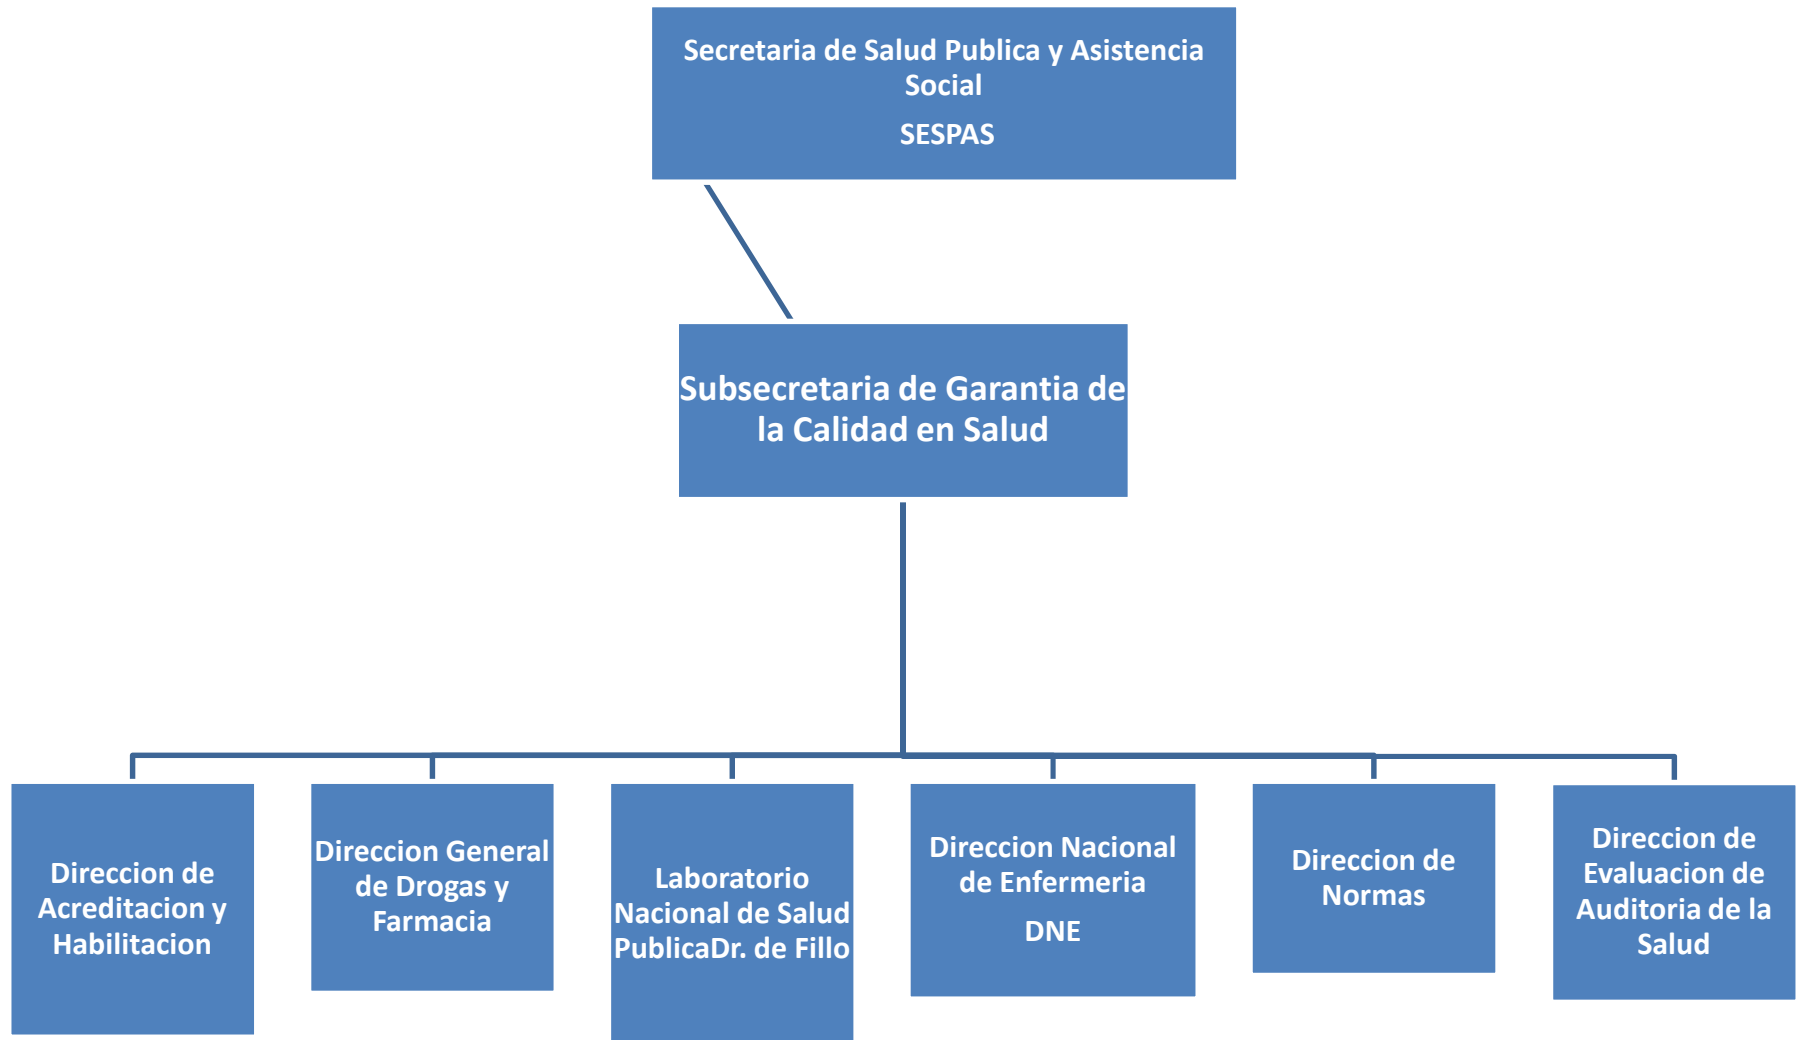 Secretaria de Salud Publica y Asistencia
Social
SESPAS
Subsecretaria de Garantia de
la Calidad en Salud
Direccion de
Acreditacion y
Habilitacion
Direccion General
de Drogas y
Farmacia
Laboratorio
Nacional de Salud
PublicaDr. de Fillo
Direccion Nacional
de Enfermeria
DNE
Direccion de
Normas
Direccion de
Evaluacion de
Auditoria de la
Salud